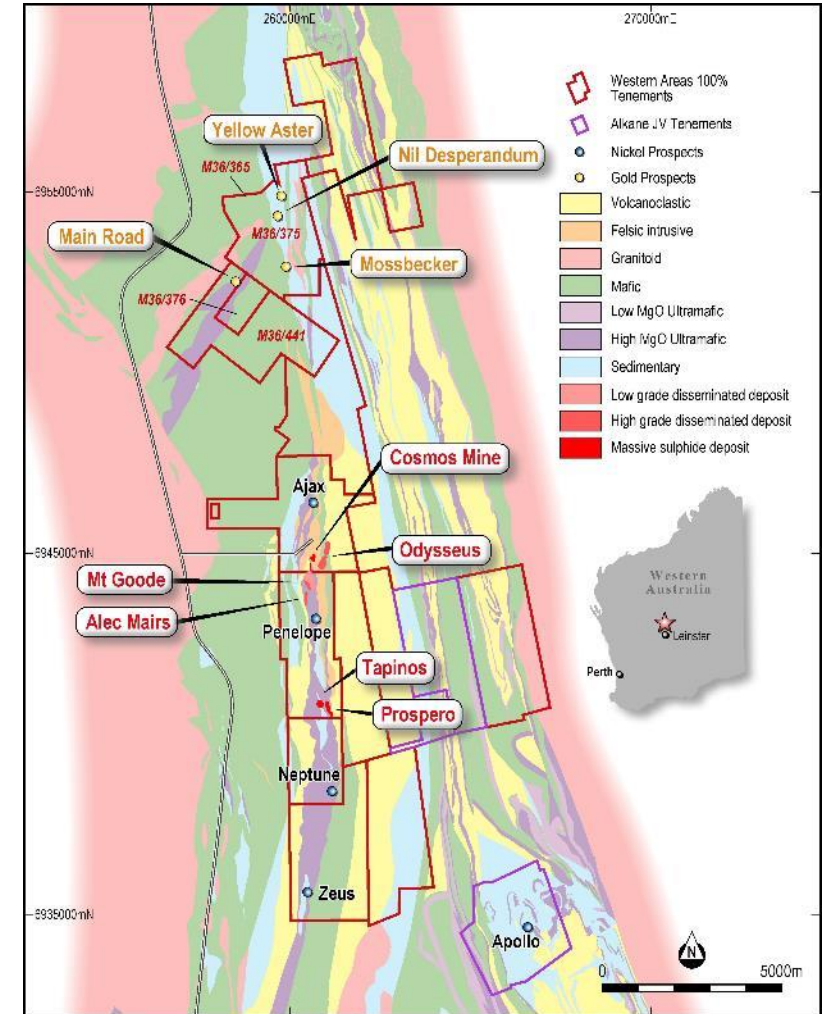 260000mE
270000mE
Western Areas 100%
Tenements
Alkane JV Tenements
Nickel Prospects
Gold Prospects
Volcanoclastic
Felsic intrusive
Granitoid
Mafic
Low MgO Ultramafic
High MgO Ultramafic
Sedimentary
Low grade disseminated deposit
High grade disseminated deposit
Massive sulphide deposit
Yellow Aster
Nil Desperandum
M36/365
6955000mN
M36/375
Main Road
Mossbecker
M36/376
M36/441
Cosmos Mine
Ajax
6945000mN
Odysseus
Mt Goode
Alec Mairs
Penelope
Western
Australia
Leinster
Perth
Tapinos
Prospero
Neptune
Zeus
6935000mN
Apollo
N
0
5000m